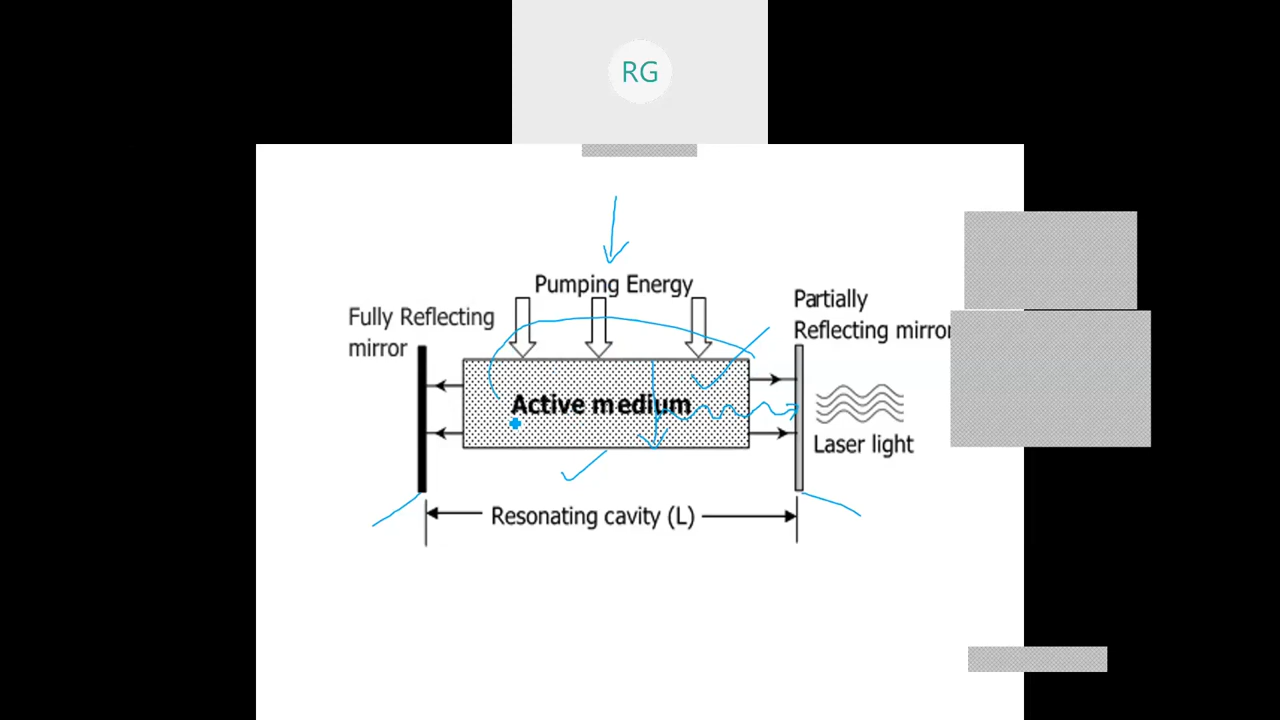 RG
Pumping Energy
Fully Reflecting
mirror
Partially
Reflecting mirror
Active medium
Laser light
Resonating cavity (L)